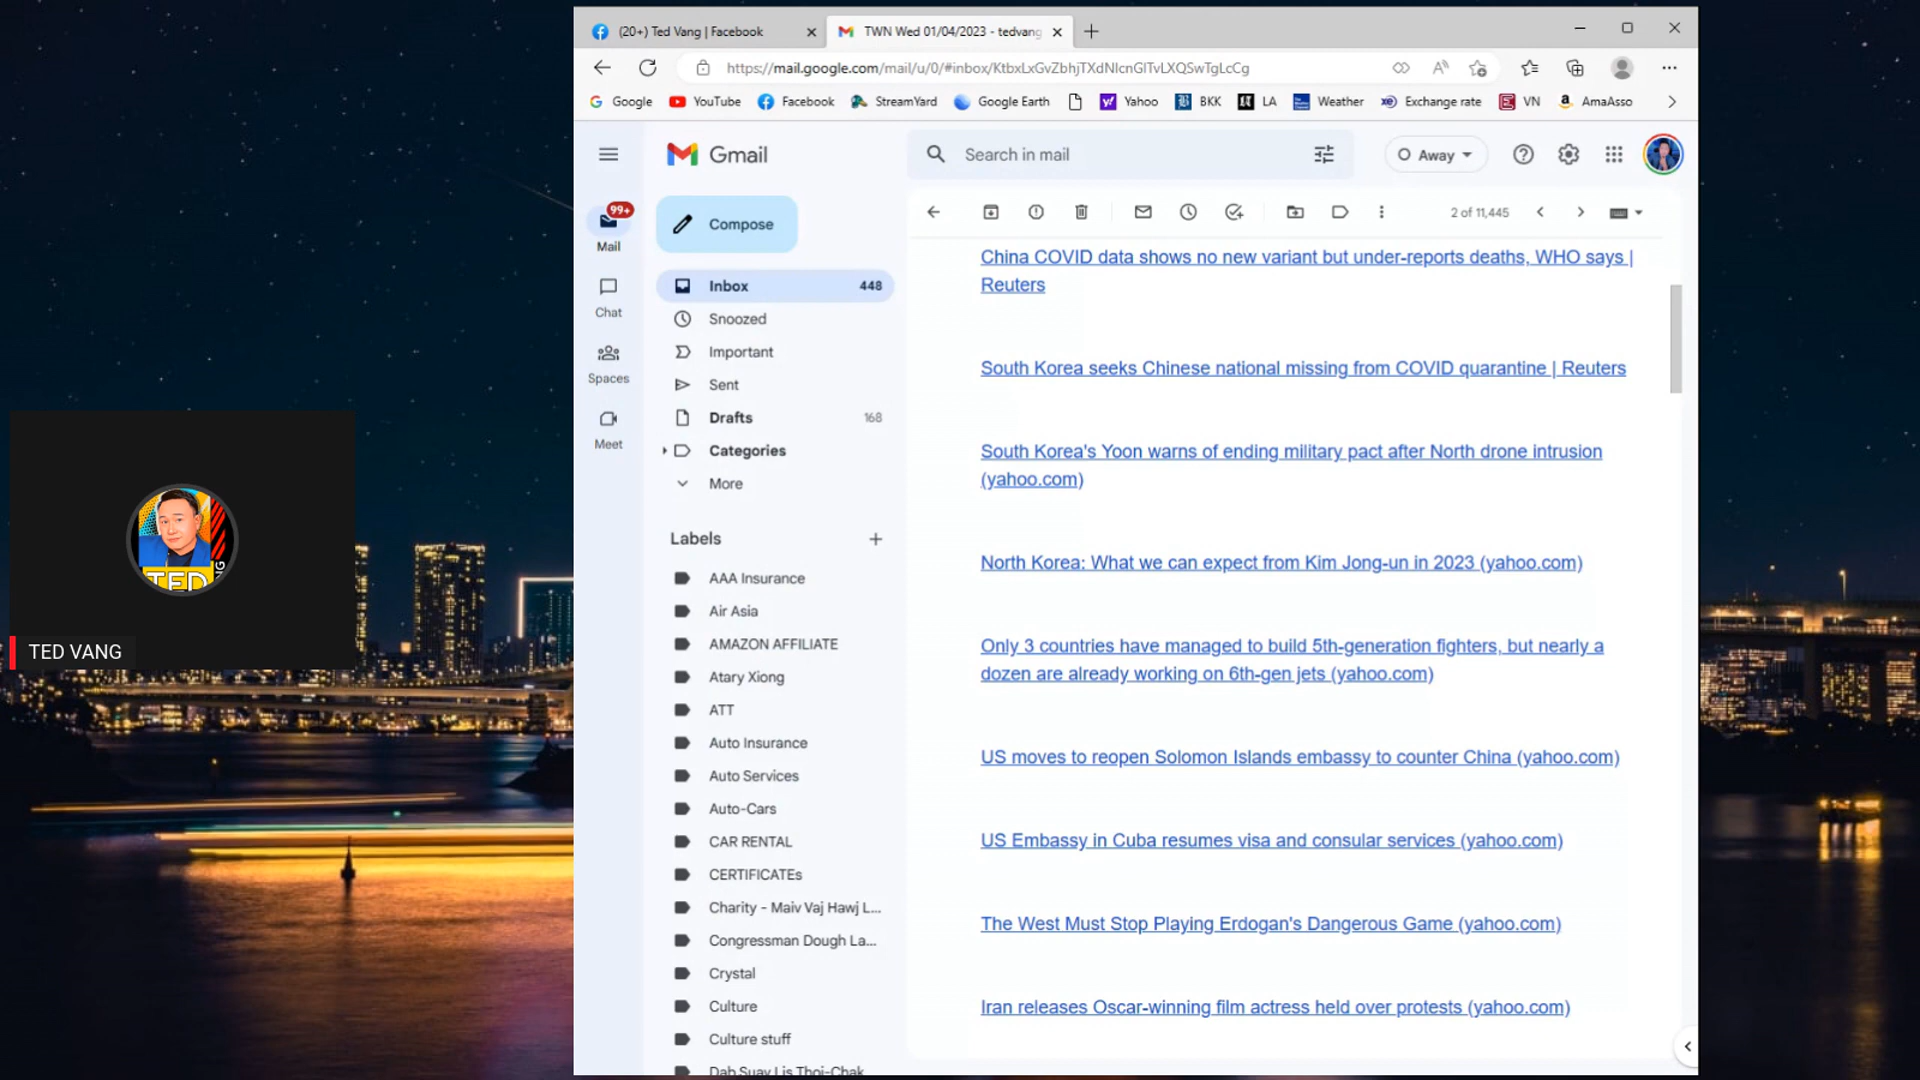 (20+) Ted Vang | Facebook
TWN Wed 01/04/2023 - tedvang
https://mail.google.com/mail/u/0/#inbox/KtbxLxGvZbhjTXdNlcnGlTvLXQSwTgLcCg
Google YouTube Facebook StreamYard Google Earth Yahoo BKK LA Weather Exchange rate VN AmaAsso
Gmail
Search in mail
Away
99+
Mail
Chat
Spaces
Meet
Compose
Inbox 448
Snoozed
Important
Sent
Drafts 168
Categories
More
Labels
AAA Insurance
Air Asia
AMAZON AFFILIATE
Atary Xiong
ATT
Auto Insurance
Auto Services
Auto-Cars
CAR RENTAL
CERTIFICATEs
Charity - Maiv Vaj Hawj L...
Congressman Dough La...
Crystal
Culture
Culture stuff
Dab Suav Lis Thoj-Chak
2 of 11,445
China COVID data shows no new variant but under-reports deaths, WHO says |
Reuters
South Korea seeks Chinese national missing from COVID quarantine | Reuters
South Korea's Yoon warns of ending military pact after North drone intrusion
(yahoo.com)
North Korea: What we can expect from Kim Jong-un in 2023 (yahoo.com)
Only 3 countries have managed to build 5th-generation fighters, but nearly a
dozen are already working on 6th-gen jets (yahoo.com)
US moves to reopen Solomon Islands embassy to counter China (yahoo.com)
US Embassy in Cuba resumes visa and consular services (yahoo.com)
The West Must Stop Playing Erdogan's Dangerous Game (yahoo.com)
Iran releases Oscar-winning film actress held over protests (yahoo.com)
TED
TED VANG